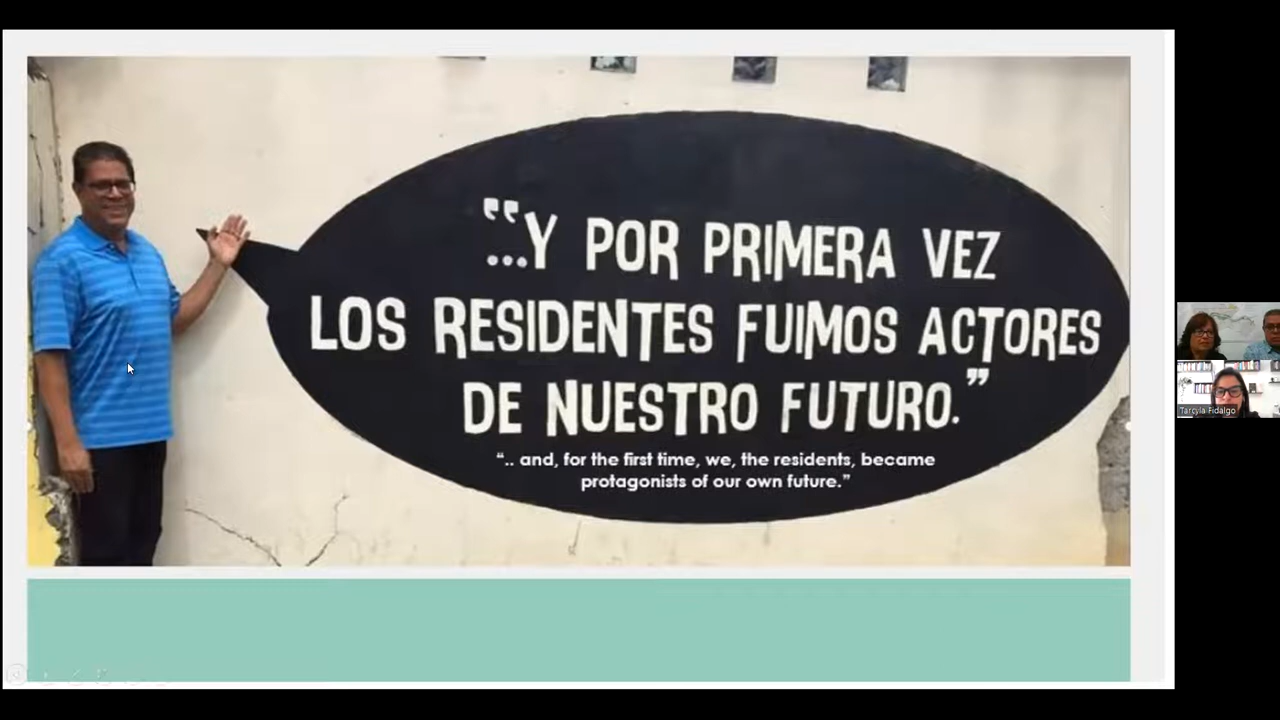 “...Y POR PRIMERA VEZ
LOS RESIDENTES FUIMOS ACTORES
DE NUESTRO FUTURO.”
“.. and, for the first time, we, the residents, became
protagonists of our own future.”
Tarcyla Fidalgo